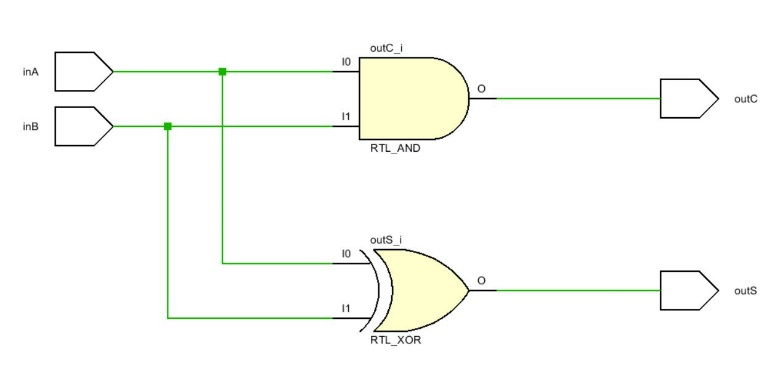 outC_i
inA
I0
O
outC
inB
I1
RTL_AND
outS_i
I0
O
outS
I1
RTL_XOR